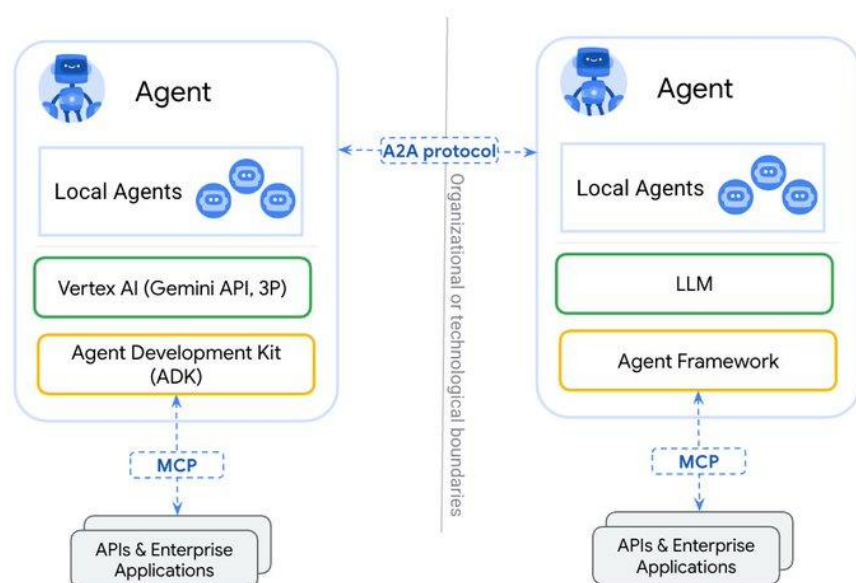 Agent
Local Agents
Vertex AI (Gemini API, 3P)
Agent Development Kit
(ADK)
MCP
APIs & Enterprise
Applications
A2A protocol
Organizational or technological boundaries
Agent
Local Agents
LLM
Agent Framework
MCP
APIs & Enterprise
Applications